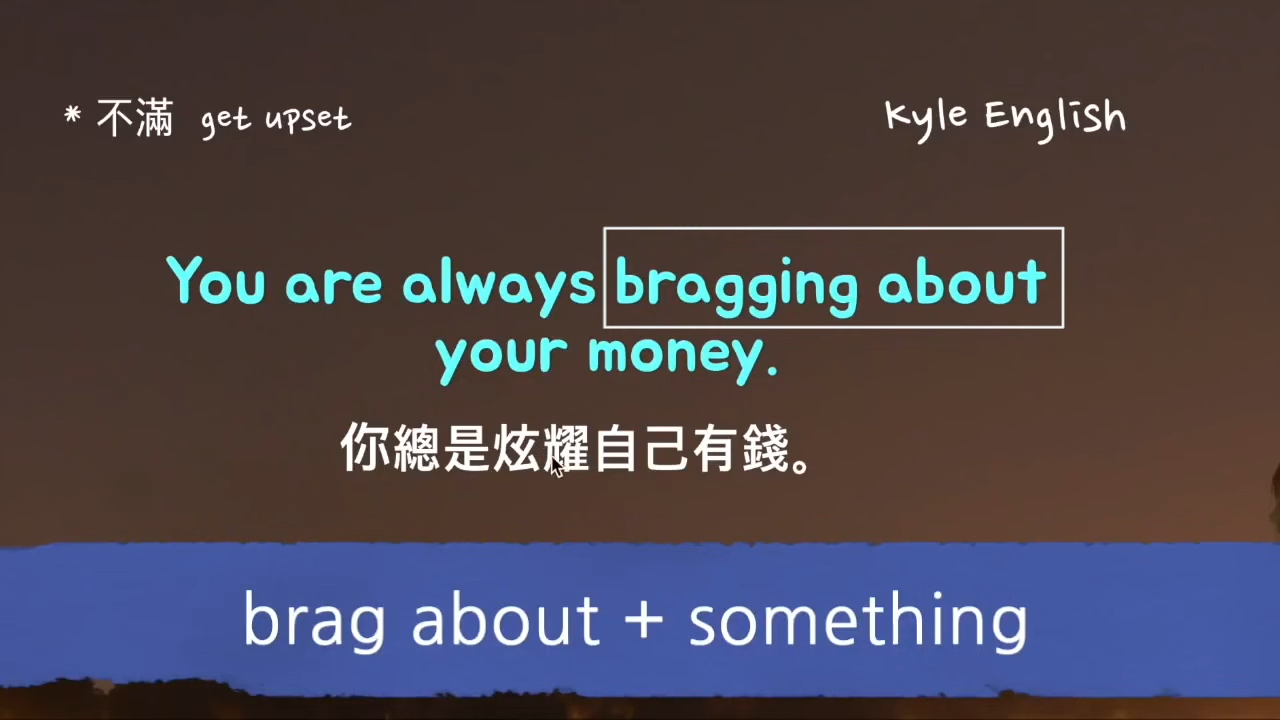 * 不滿 get upset
Kyle English
You are always bragging about
your money.
你總是炫耀自己有錢。
brag about + something